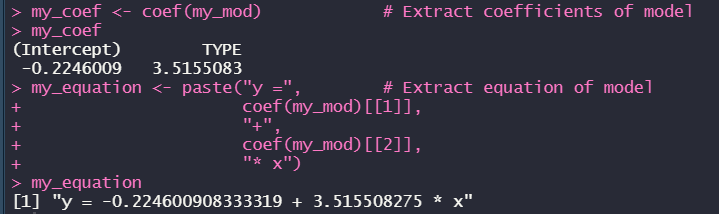 > my_coef <- coef(my_mod)            # Extract coefficients of model
> my_coef
(Intercept)        TYPE
 -0.2246009   3.5155083
> my_equation <- paste("y =",        # Extract equation of model
+                      coef(my_mod)[[1]],
+                      "+",
+                      coef(my_mod)[[2]],
+                      "* x")
> my_equation
[1] "y = -0.224600908333319 + 3.515508275 * x"